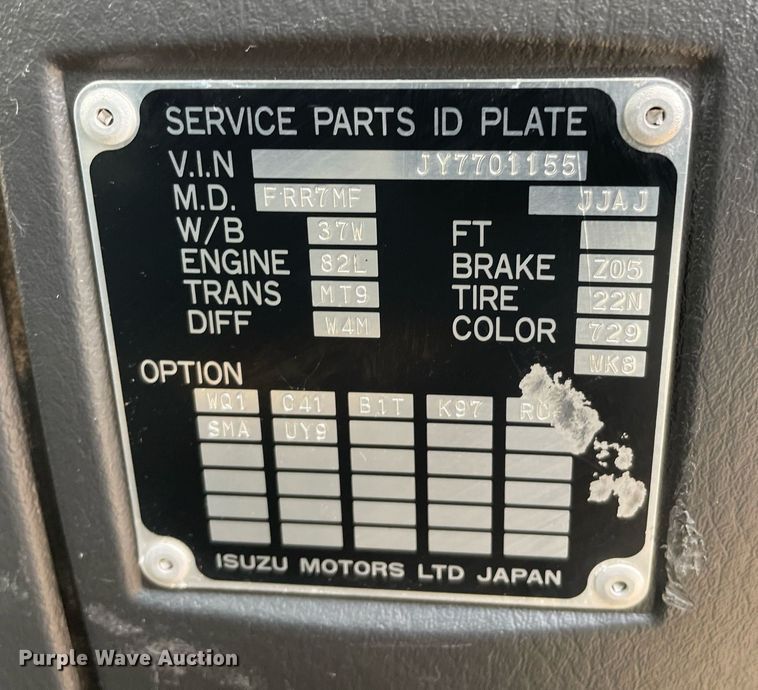 SERVICE PARTS ID PLATE
V.I.N JY7701155
M.D. FRR7MF JJAJ
W/B 37W FT
ENGINE 82L BRAKE Z05
TRANS MT9 TIRE 22N
DIFF W4M COLOR 729
WK8
OPTION
WQ1 C41 B1T K97
SMA UY9
ISUZU MOTORS LTD JAPAN
Purple Wave Auction